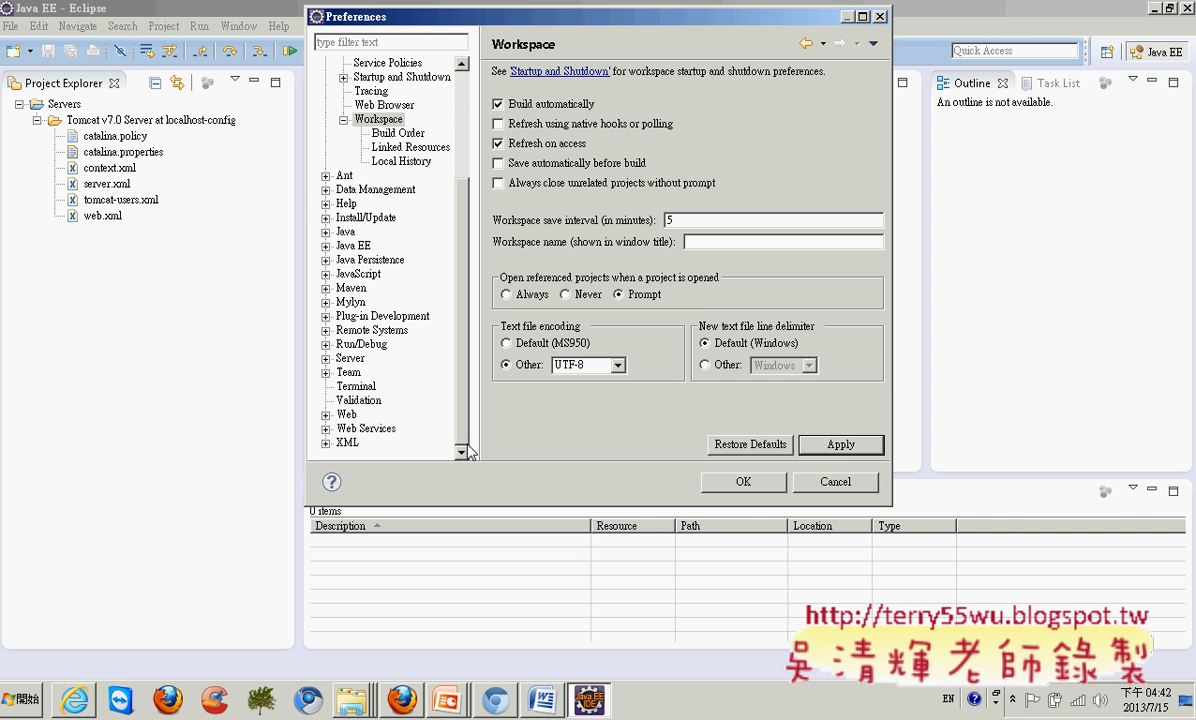 Java EE - Eclipse
File Edit Navigate Search Project Run Window Help
Quick Access
Java EE
Project Explorer
Servers
Tomcat v7.0 Server at localhost-config
catalina.policy
catalina.properties
context.xml
server.xml
tomcat-users.xml
web.xml
Preferences
type filter text
Service Policies
Startup and Shutdown
Tracing
Web Browser
Workspace
Build Order
Linked Resources
Local History
Ant
Data Management
Help
Install/Update
Java
Java EE
Java Persistence
JavaScript
Maven
Mylyn
Plug-in Development
Remote Systems
Run/Debug
Server
Team
Terminal
Validation
Web
Web Services
XML
Workspace
See 'Startup and Shutdown' for workspace startup and shutdown preferences.
Build automatically
Refresh using native hooks or polling
Refresh on access
Save automatically before build
Always close unrelated projects without prompt
Workspace save interval (in minutes): 5
Workspace name (shown in window title):
Open referenced projects when a project is opened
Always Never Prompt
Text file encoding
Default (MS950)
Other: UTF-8
New text file line delimiter
Default (Windows)
Other: Windows
Restore Defaults Apply
OK Cancel
Outline Task List
An outline is not available.
0 items
Description Resource Path Location Type
http://terry55wu.blogspot.tw
吳清輝老師錄製
開始
EN
下午 04:42
2013/7/15